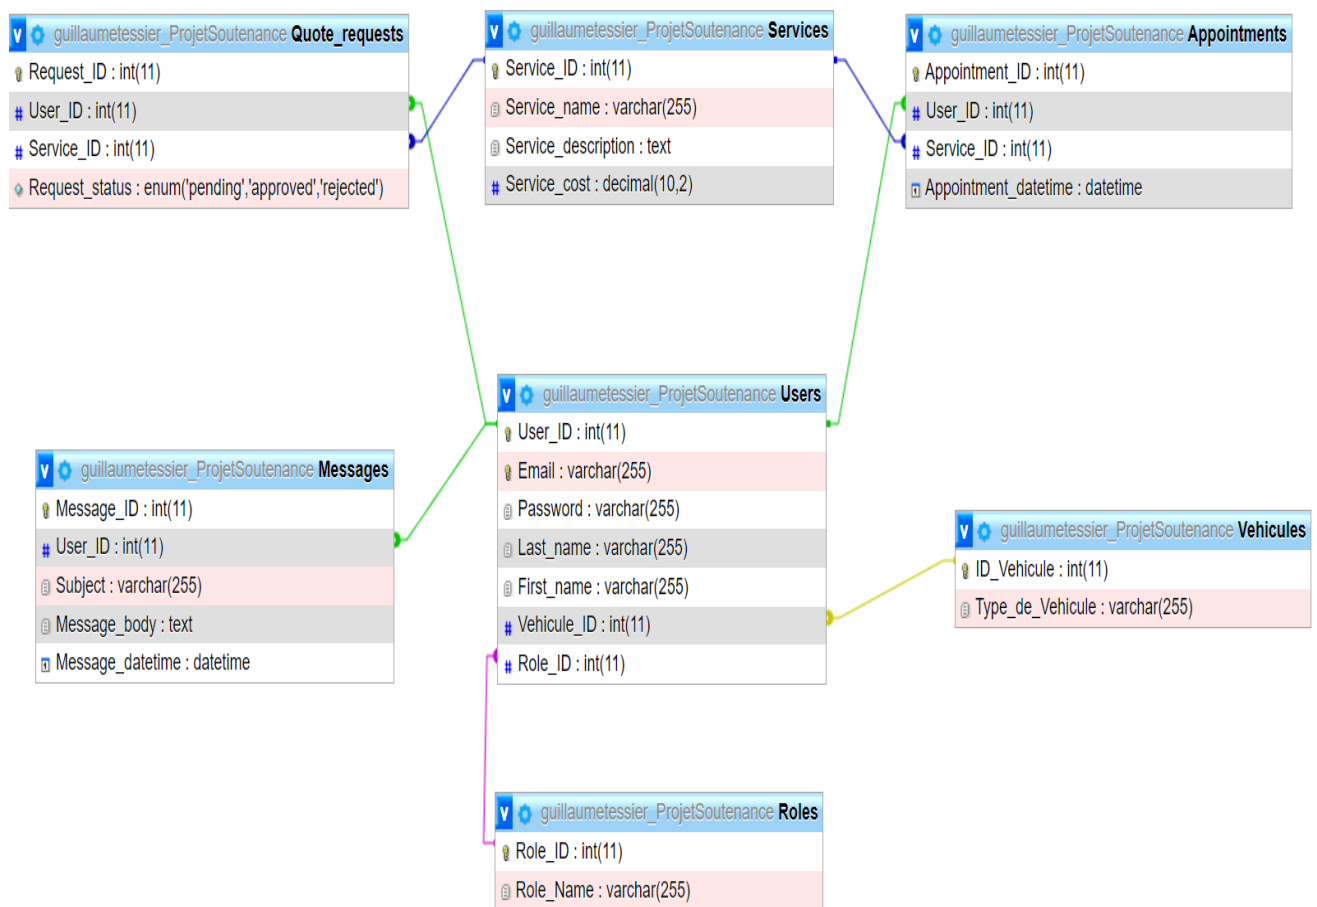 v guillaumetessier_ProjetSoutenance Quote_requests
Request_ID : int(11)
# User_ID : int(11)
# Service_ID : int(11)
Request_status : enum('pending','approved','rejected')
v guillaumetessier_ProjetSoutenance Services
Service_ID : int(11)
Service_name : varchar(255)
Service_description : text
# Service_cost : decimal(10,2)
v guillaumetessier_ProjetSoutenance Appointments
Appointment_ID : int(11)
# User_ID : int(11)
# Service_ID : int(11)
Appointment_datetime : datetime
v guillaumetessier_ProjetSoutenance Messages
Message_ID : int(11)
# User_ID : int(11)
Subject : varchar(255)
Message_body : text
Message_datetime : datetime
v guillaumetessier_ProjetSoutenance Users
User_ID : int(11)
Email : varchar(255)
Password : varchar(255)
Last_name : varchar(255)
First_name : varchar(255)
# Vehicule_ID : int(11)
# Role_ID : int(11)
v guillaumetessier_ProjetSoutenance Vehicules
ID_Vehicule : int(11)
Type_de_Vehicule : varchar(255)
v guillaumetessier_ProjetSoutenance Roles
Role_ID : int(11)
Role_Name : varchar(255)